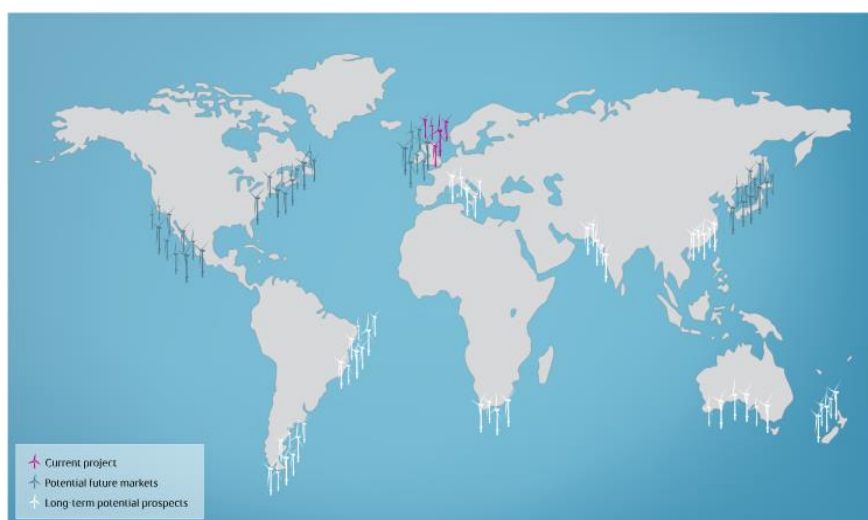 Current project
Potential future markets
Long-term potential prospects